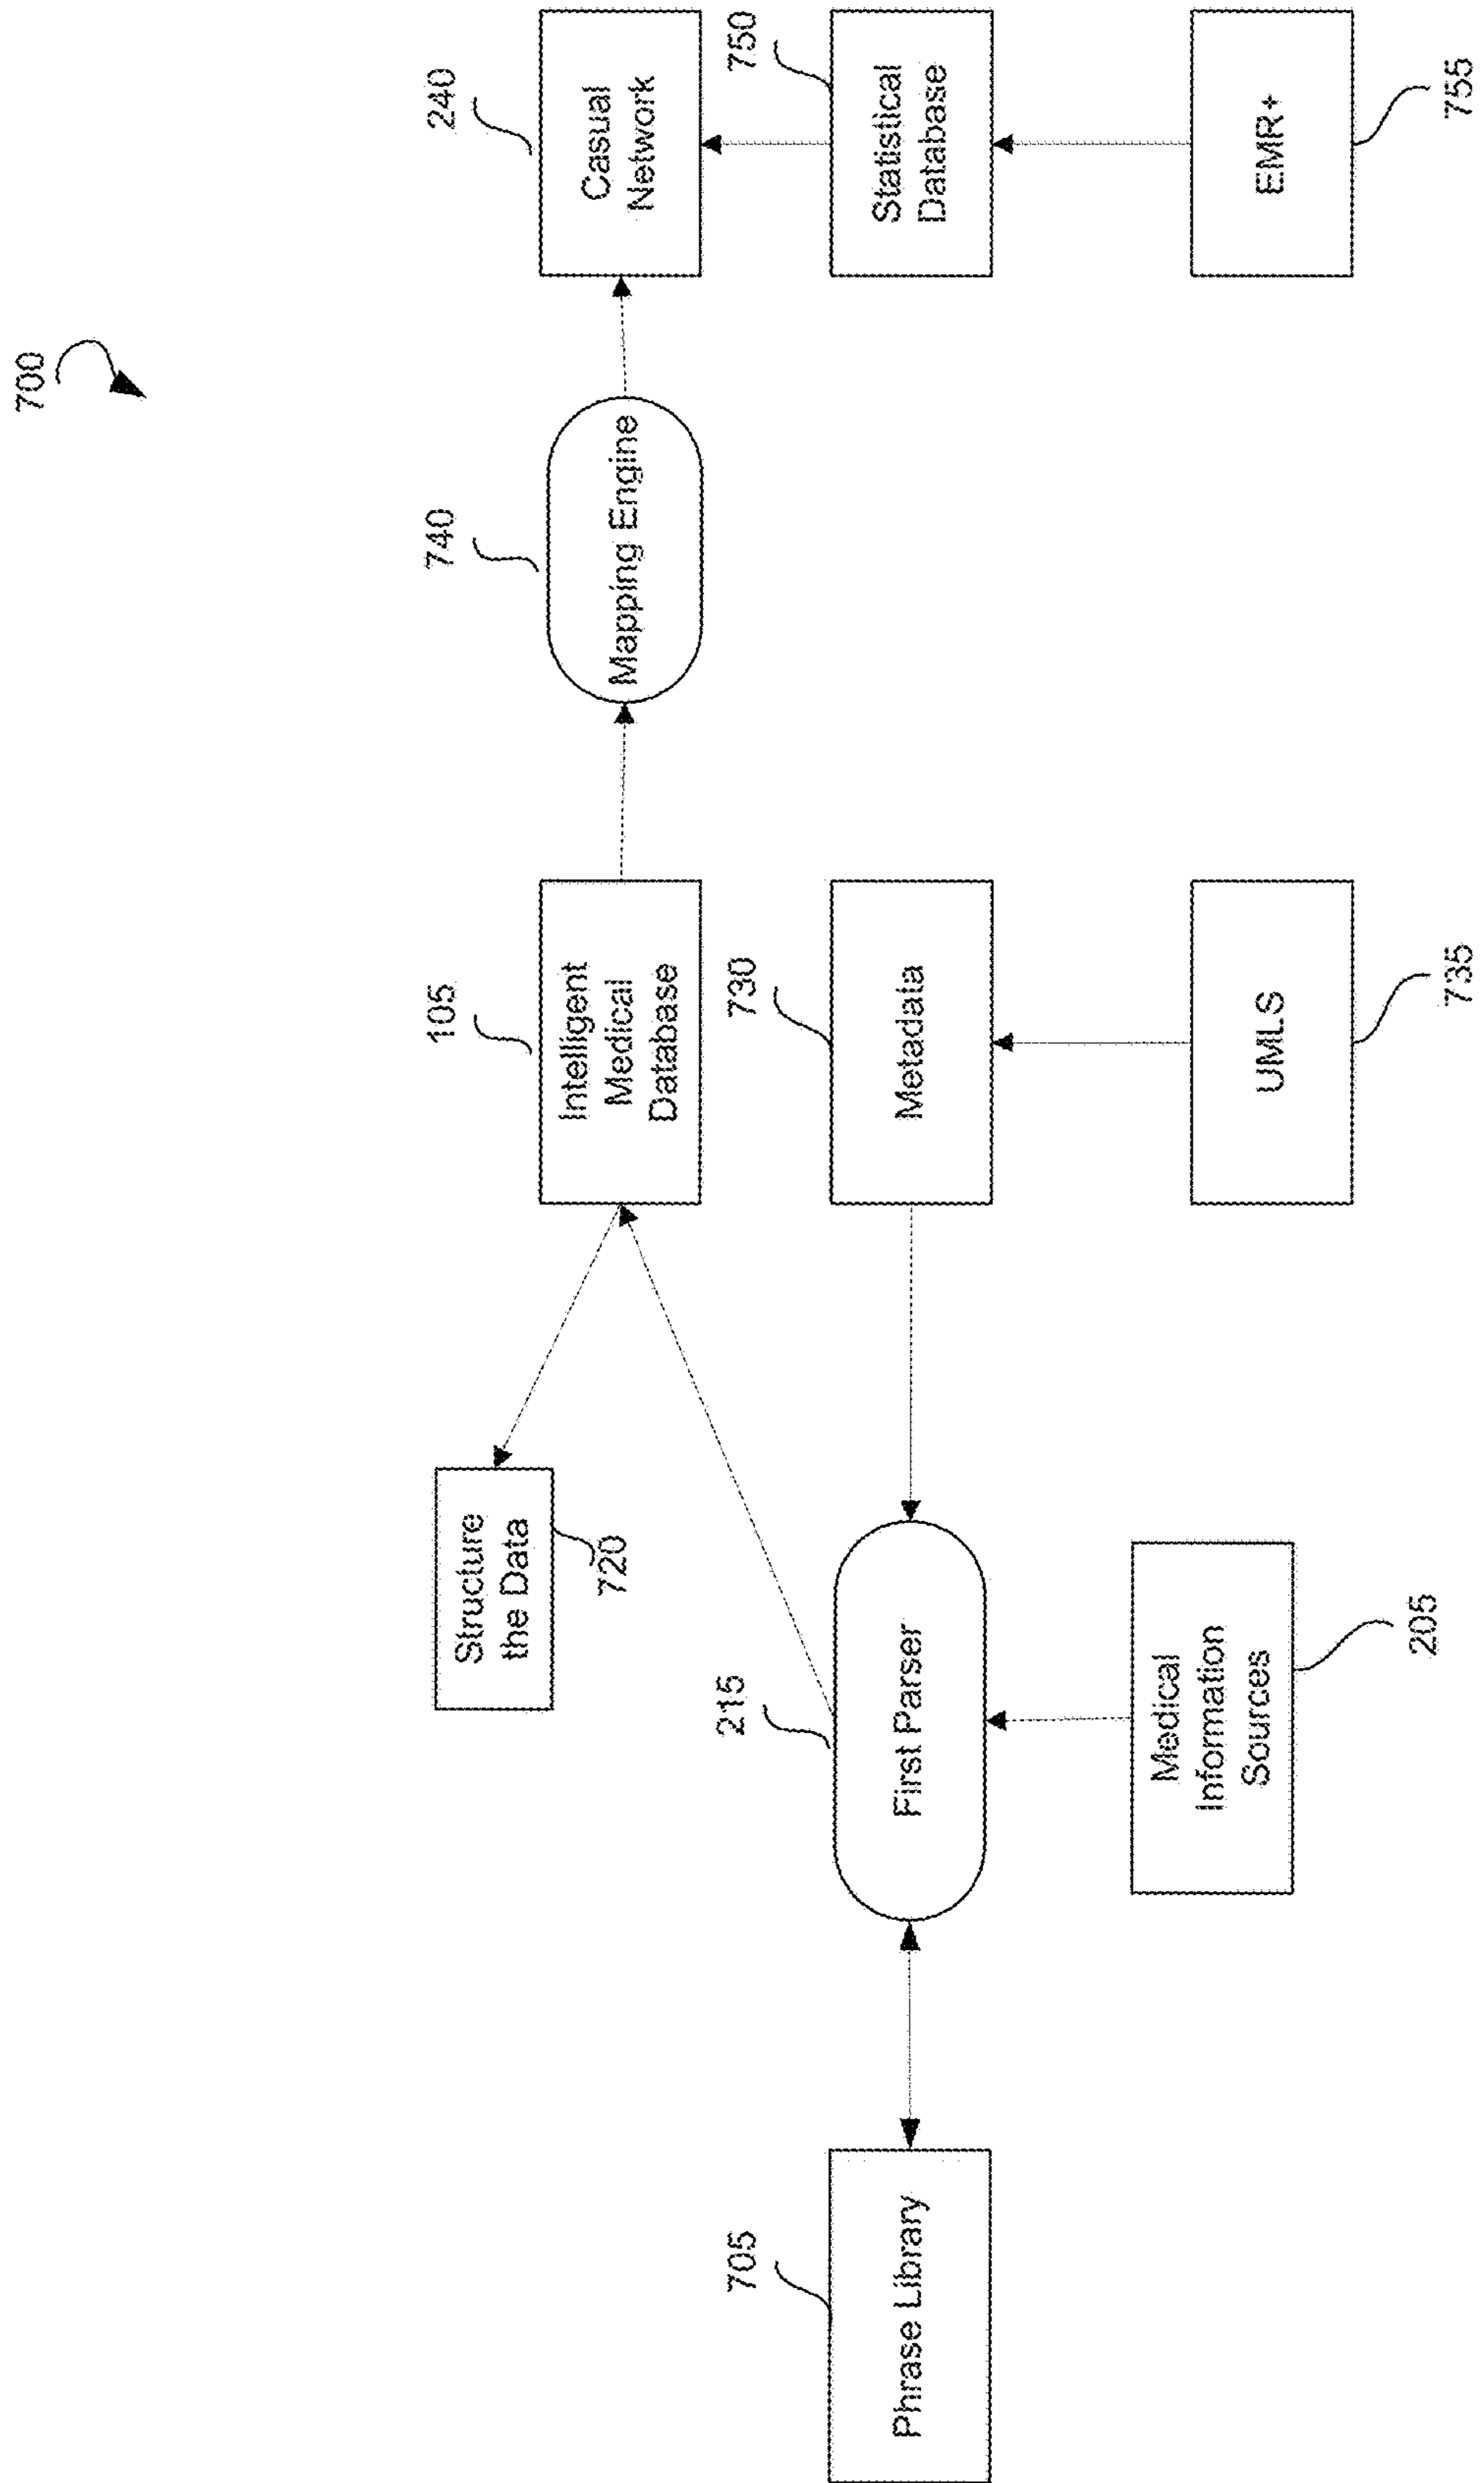 700
Structure
the Data
720
105
Intelligent
Medical
Database
740
Mapping Engine
240
Casual
Network
705
Phrase Library
215
First Parser
730
Metadata
750
Statistical
Database
Medical
Information
Sources
205
UMLS
735
EMR+
755